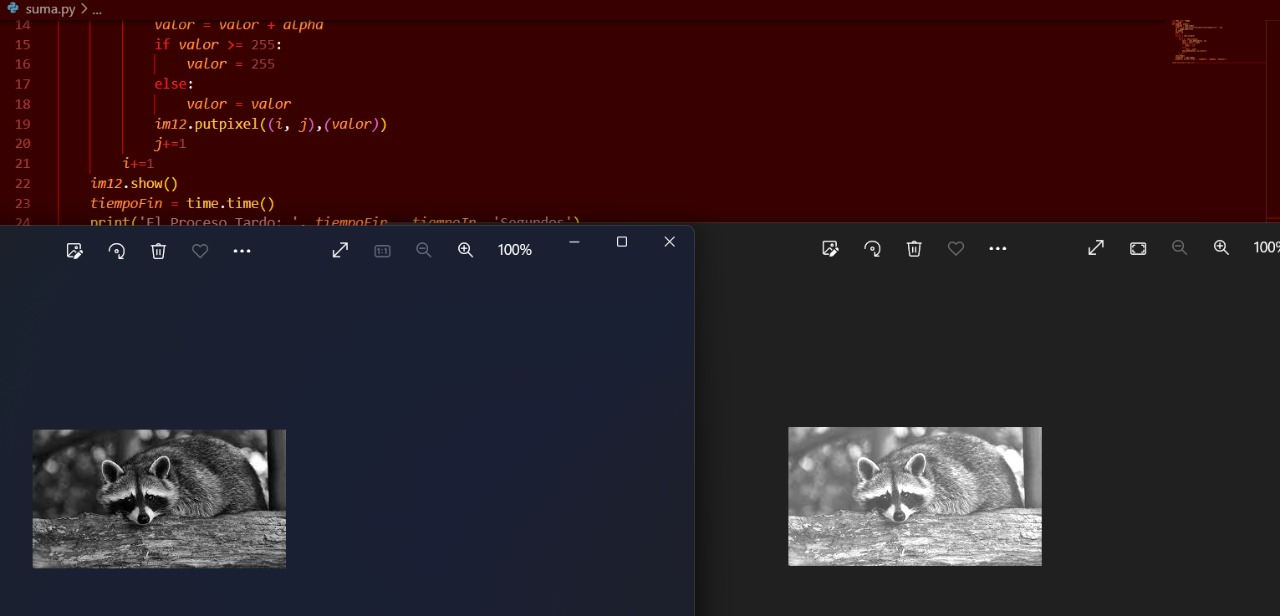 suma.py > ...
14 valor = valor + alpha
15 if valor >= 255:
16 valor = 255
17 else:
18 valor = valor
19 im12.putpixel((i, j),(valor))
20 j+=1
21 i+=1
22 im12.show()
23 tiempoFin = time.time()
24 print('El Proceso Tardo: ', tiempoFin - tiempoIn, 'Segundos')
1:1 100%
100%